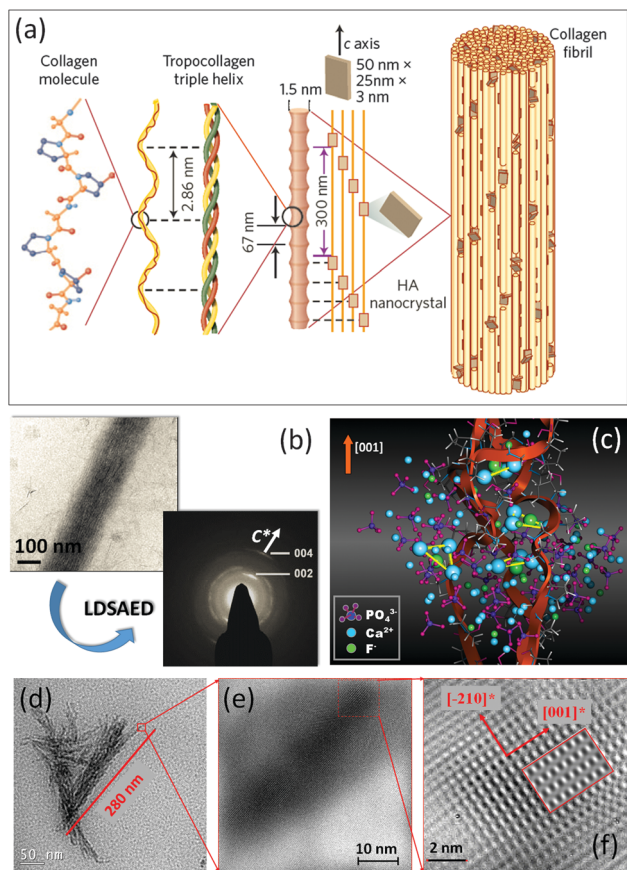 (a)
Collagen
molecule
Tropocollagen
triple helix
c axis
50 nm ×
25nm ×
3 nm
1.5 nm
Collagen
fibril
2.86 nm
67 nm
300 nm
HA
nanocrystal
(b)
100 nm
LDSAED
C*
004
002
(c)
[001]
PO₄³⁻
Ca²⁺
F⁻
(d)
280 nm
50 nm
(e)
10 nm
[-210]*
[001]*
2 nm
(f)